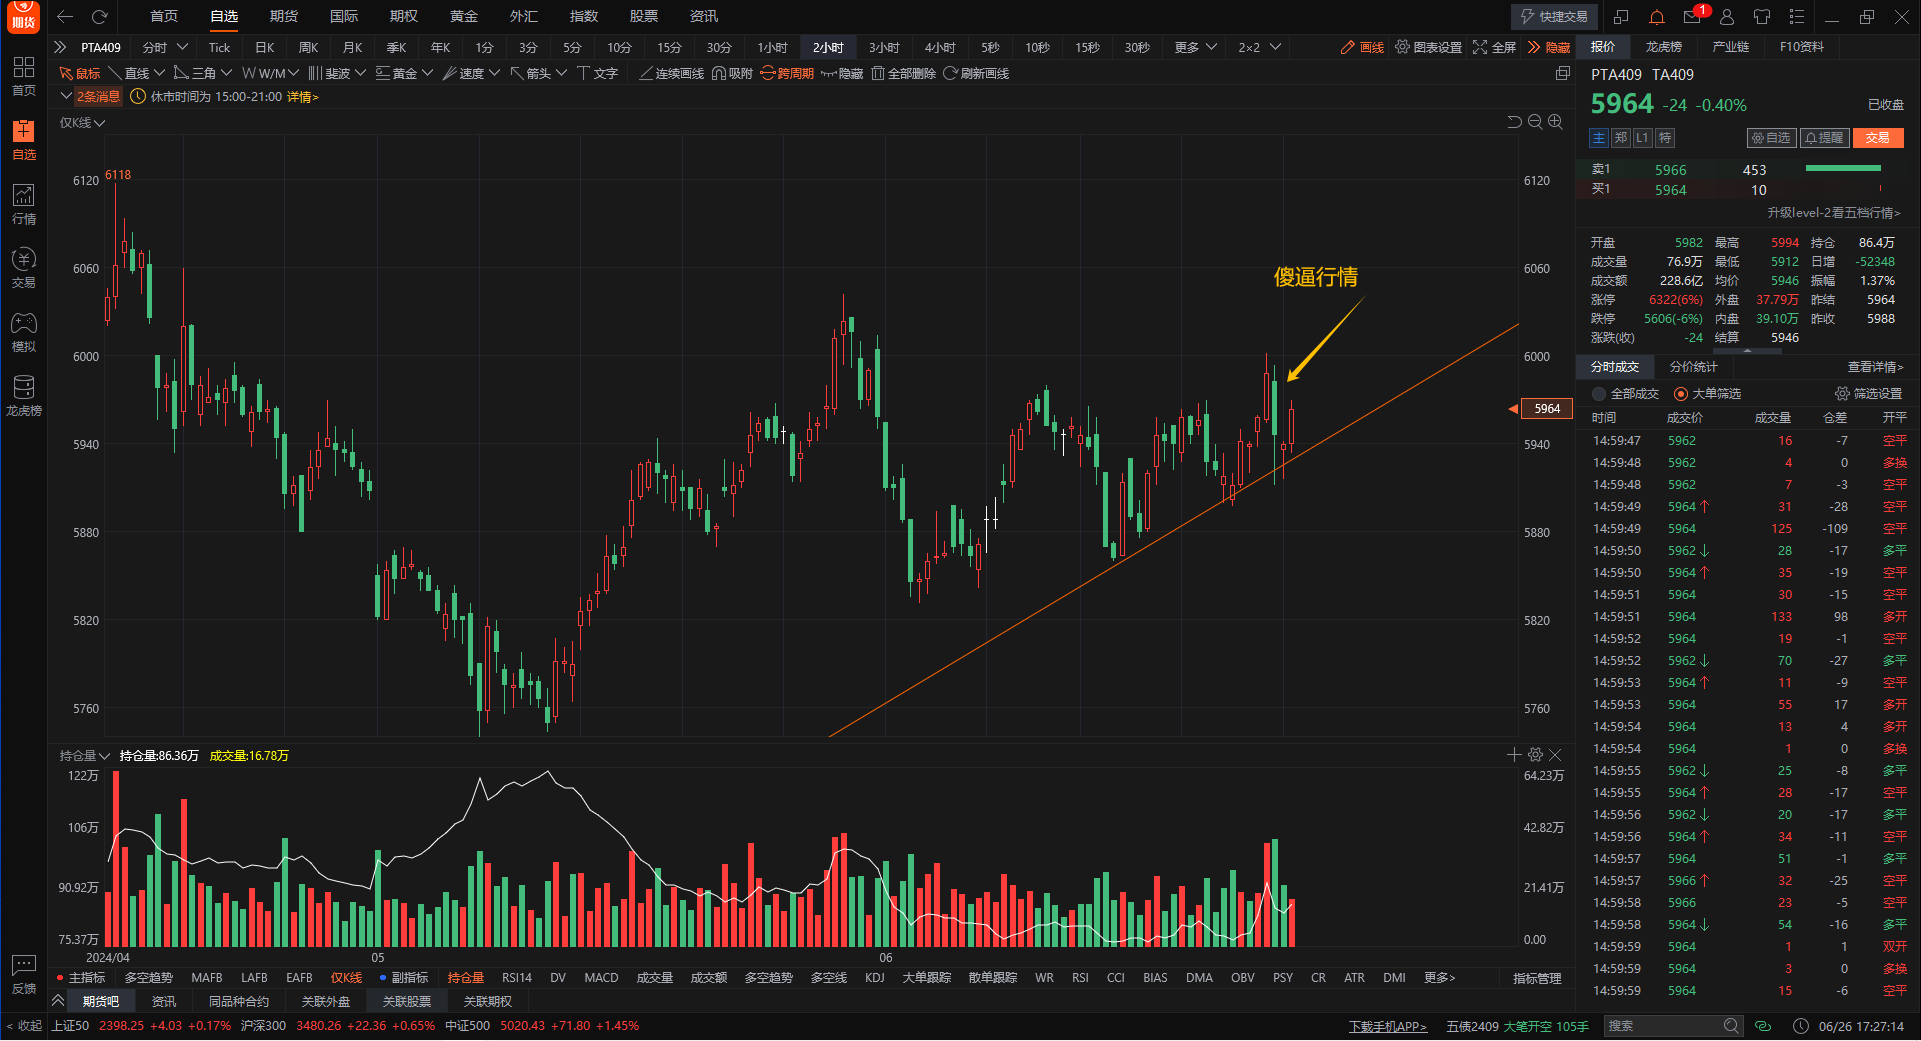 期货
首页 自选 期货 国际 期权 黄金 外汇 指数 股票 资讯
快捷交易
1
PTA409 分时 Tick 日K 周K 月K 季K 年K 1分 3分 5分 10分 15分 30分 1小时 2小时 3小时 4小时 5秒 10秒 15秒 30秒 更多 2×2 画线 图表设置 全屏 隐藏
鼠标 直线 三角 W/M 斐波 黄金 速度 箭头 文字 连续画线 吸附 跨周期 隐藏 全部删除 刷新画线
2条消息 休市时间为 15:00-21:00 详情>
仅K线
首页
自选
行情
交易
模拟
龙虎榜
反馈
< 收起
6118
6120
6060
6000
5940
5880
5820
5760
傻逼行情
6120
6060
6000
5964
5940
5880
5820
5760
持仓量 持仓量:86.36万 成交量:16.78万
122万
106万
90.92万
75.37万
64.23万
42.82万
21.41万
0.00
2024/04 05 06
主指标 多空趋势 MAFB LAFB EAFB 仅K线 副指标 持仓量 RSI14 DV MACD 成交量 成交额 多空趋势 多空线 KDJ 大单跟踪 散单跟踪 WR RSI CCI BIAS DMA OBV PSY CR ATR DMI 更多> 指标管理
期货吧 资讯 同品种合约 关联外盘 关联股票 关联期权
上证50 2398.25 +4.03 +0.17% 沪深300 3480.26 +22.36 +0.65% 中证500 5020.43 +71.80 +1.45%
下载手机APP> 五债2409 大笔开空 105手 搜索 06/26 17:27:14
报价 龙虎榜 产业链 F10资料
PTA409 TA409
5964 -24 -0.40% 已收盘
主 郑 L1 特 自选 提醒 交易
卖1 5966 453
买1 5964 10
升级level-2看五档行情>
开盘 5982 最高 5994 持仓 86.4万
成交量 76.9万 最低 5912 日增 -52348
成交额 228.6亿 均价 5946 振幅 1.37%
涨停 6322(6%) 外盘 37.79万 昨结 5964
跌停 5606(-6%) 内盘 39.10万 昨收 5988
涨跌(收) -24 结算 5946
分时成交 分价统计 查看详情>
全部成交 大单筛选 筛选设置
时间 成交价 成交量 仓差 开平
14:59:47 5962 16 -7 空平
14:59:48 5962 4 0 多换
14:59:48 5962 7 -3 空平
14:59:49 5964↑ 31 -28 空平
14:59:49 5964 125 -109 空平
14:59:50 5962↓ 28 -17 多平
14:59:50 5964↑ 35 -19 空平
14:59:51 5964 30 -15 空平
14:59:51 5964 133 98 多开
14:59:52 5964 19 -1 空平
14:59:52 5962↓ 70 -27 多平
14:59:53 5964↑ 11 -9 空平
14:59:53 5964 55 17 多开
14:59:54 5964 13 4 多开
14:59:54 5964 1 0 多换
14:59:55 5962↓ 25 -8 多平
14:59:55 5964↑ 28 -17 空平
14:59:56 5962↓ 20 -17 多平
14:59:56 5964↑ 34 -11 空平
14:59:57 5964 51 -1 多平
14:59:57 5966↑ 32 -25 空平
14:59:58 5966 23 -5 空平
14:59:58 5964↓ 54 -16 多平
14:59:59 5964 1 1 双开
14:59:59 5964 3 0 多换
14:59:59 5964 15 -6 空平